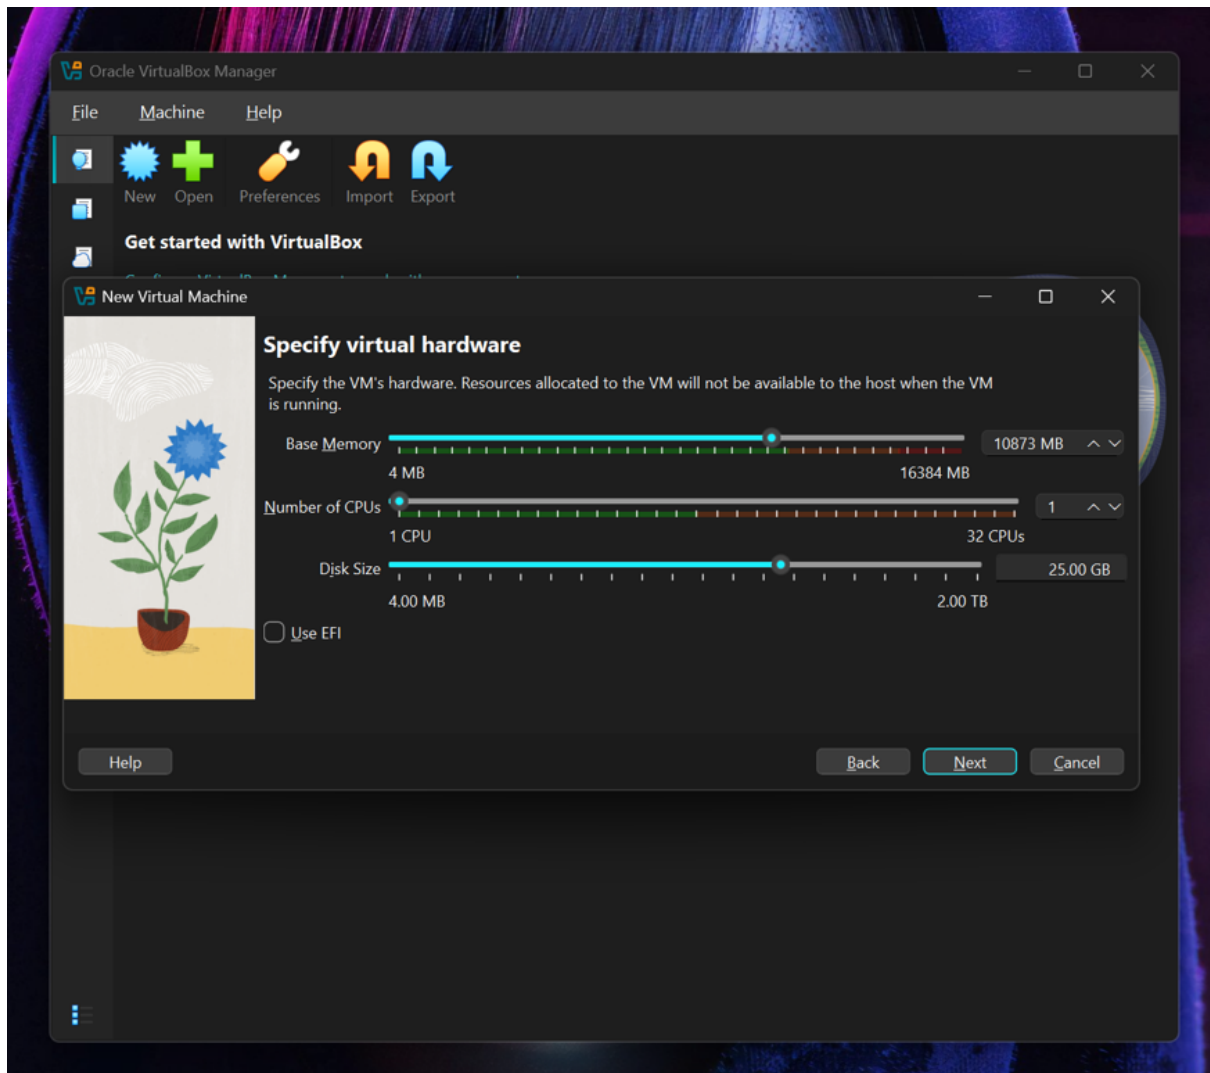 Oracle VirtualBox Manager
File Machine Help
New Open Preferences Import Export
Get started with VirtualBox
New Virtual Machine
Specify virtual hardware
Specify the VM's hardware. Resources allocated to the VM will not be available to the host when the VM
is running.
Base Memory 10873 MB
4 MB 16384 MB
Number of CPUs 1
1 CPU 32 CPUs
Disk Size 25.00 GB
4.00 MB 2.00 TB
Use EFI
Help Back Next Cancel